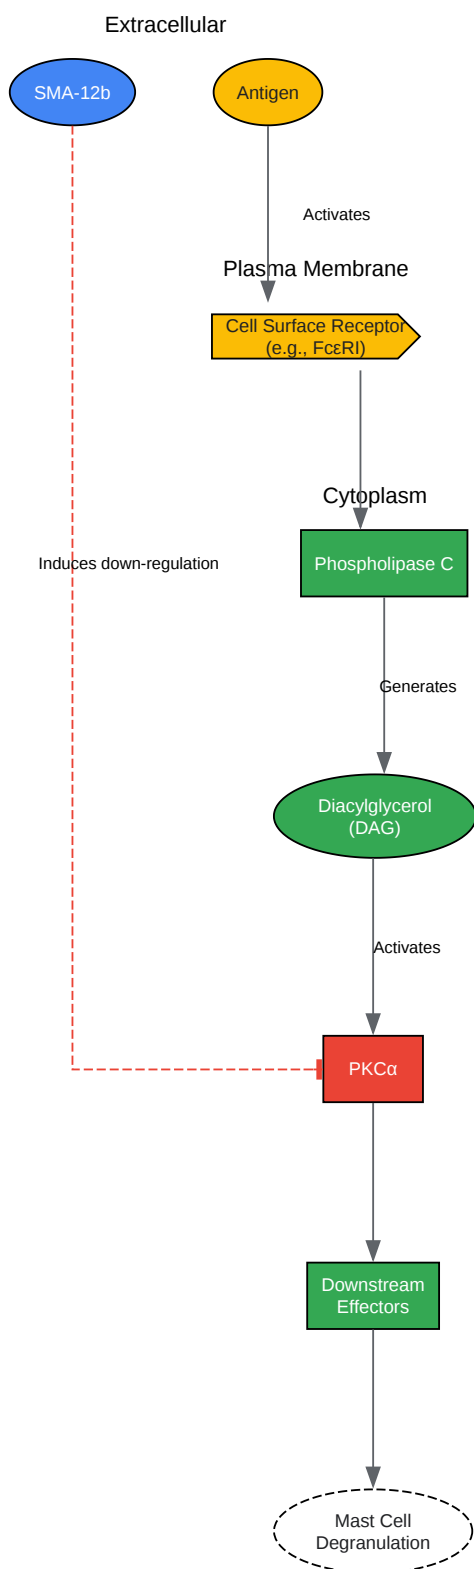 Extracellular
SMA-12b
Antigen
Activates
Plasma Membrane
Cell Surface Receptor
(e.g., FcεRI)
Cytoplasm
Phospholipase C
Induces down-regulation
Generates
Diacylglycerol
(DAG)
Activates
PKCα
Downstream
Effectors
Mast Cell
Degranulation